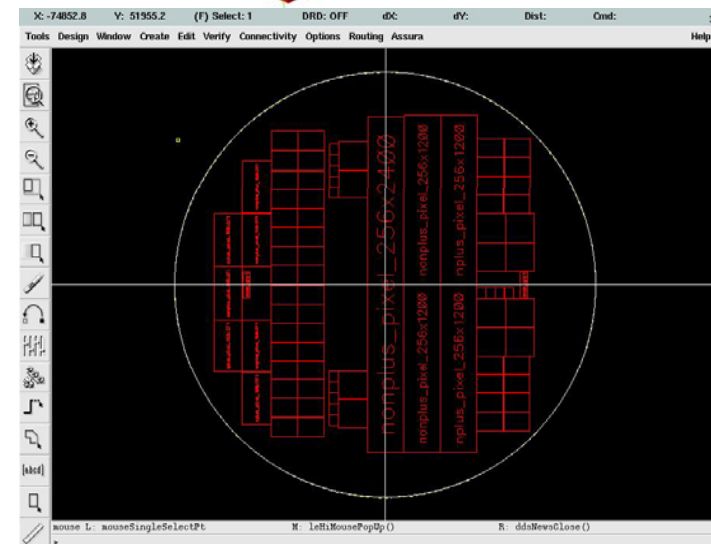 X: -74852.8 Y: 51955.2 (F) Select: 1 DRD: OFF dX: dY: Dist: Cmd:
Tools Design Window Create Edit Verify Connectivity Options Routing Assura Help
nonplus_pixel_256x2400
nonplus_pixel_256x1200
nplus_pixel_256x1200
nonplus_pixel_256x1200
nplus_pixel_256x1200
[abcd]
mouse L: mouseSingleSelectPt M: leHiMousePopUp() R: ddsNewsClose()
>